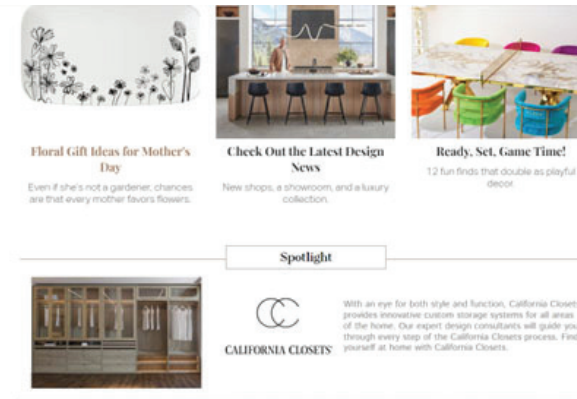 Floral Gift Ideas for Mother's
Day
Even if she's not a gardener, chances
are that every mother favors flowers.
Check Out the Latest Design
News
New shops, a showroom, and a luxury
collection.
Ready, Set, Game Time!
12 fun finds that double as playful
decor.
Spotlight
CALIFORNIA CLOSETS
With an eye for both style and function, California Closets
provides innovative custom storage systems for all areas
of the home. Our expert design consultants will guide you
through every step of the California Closets process. Find
yourself at home with California Closets.